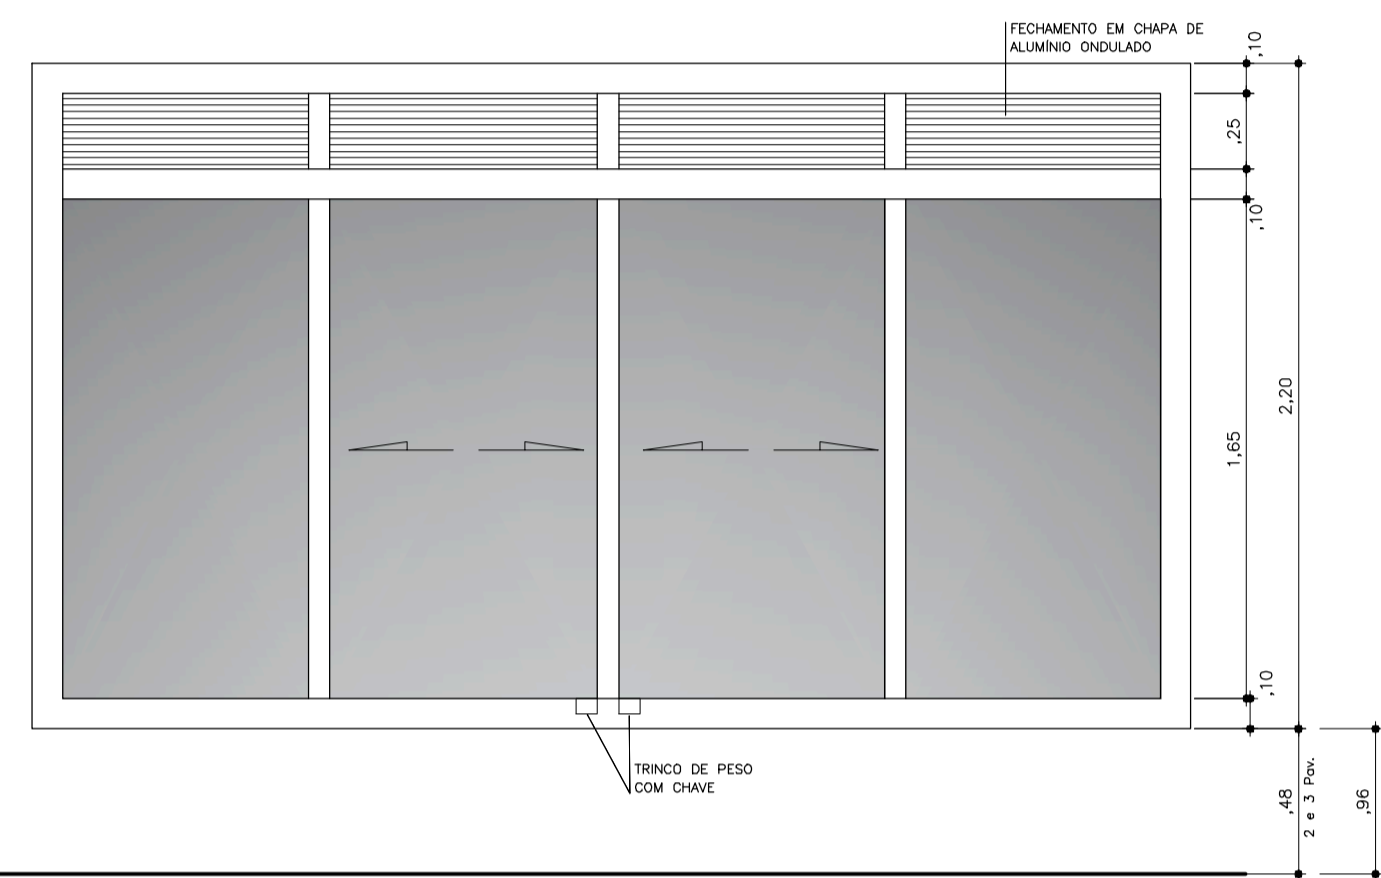 FECHAMENTO EM CHAPA DE
ALUMÍNIO ONDULADO
,10
,25
,10
2,20
1,65
,10
TRINCO DE PESO
COM CHAVE
,48
2 e 3 Pav.
,96